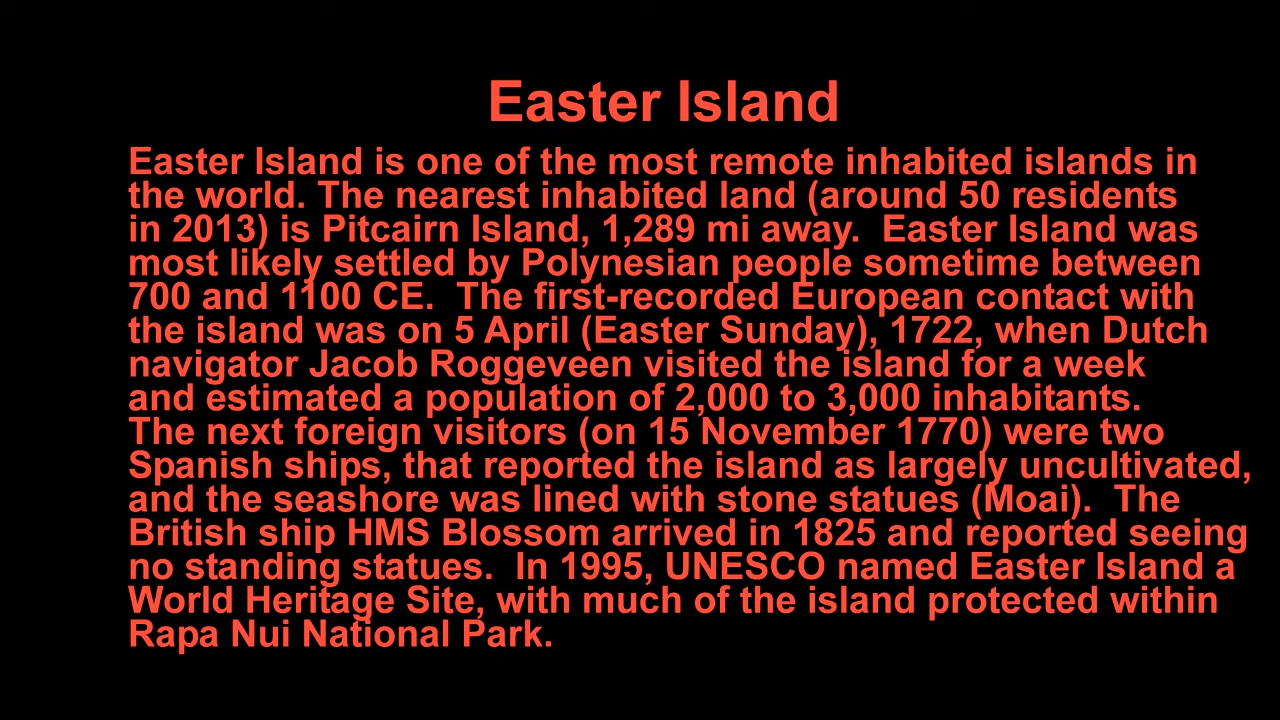 Easter Island
Easter Island is one of the most remote inhabited islands in
the world. The nearest inhabited land (around 50 residents
in 2013) is Pitcairn Island, 1,289 mi away.  Easter Island was
most likely settled by Polynesian people sometime between
700 and 1100 CE.  The first-recorded European contact with
the island was on 5 April (Easter Sunday), 1722, when Dutch
navigator Jacob Roggeveen visited the island for a week
and estimated a population of 2,000 to 3,000 inhabitants.
The next foreign visitors (on 15 November 1770) were two
Spanish ships, that reported the island as largely uncultivated,
and the seashore was lined with stone statues (Moai).  The
British ship HMS Blossom arrived in 1825 and reported seeing
no standing statues.  In 1995, UNESCO named Easter Island a
World Heritage Site, with much of the island protected within
Rapa Nui National Park.